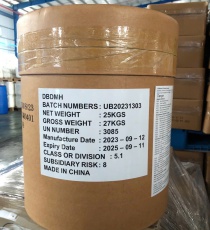 DBDMH
BATCH NUMBERS : UB20231303
NET WEIGHT : 25KGS
GROSS WEIGHT : 27KGS
UN NUMBER : 3085
Manufacture Date : 2023 - 09 - 12
Expiry Date : 2025 - 09 - 11
CLASS OR DIVISION : 5.1
SUBSIDIARY RISK : 8
MADE IN CHINA